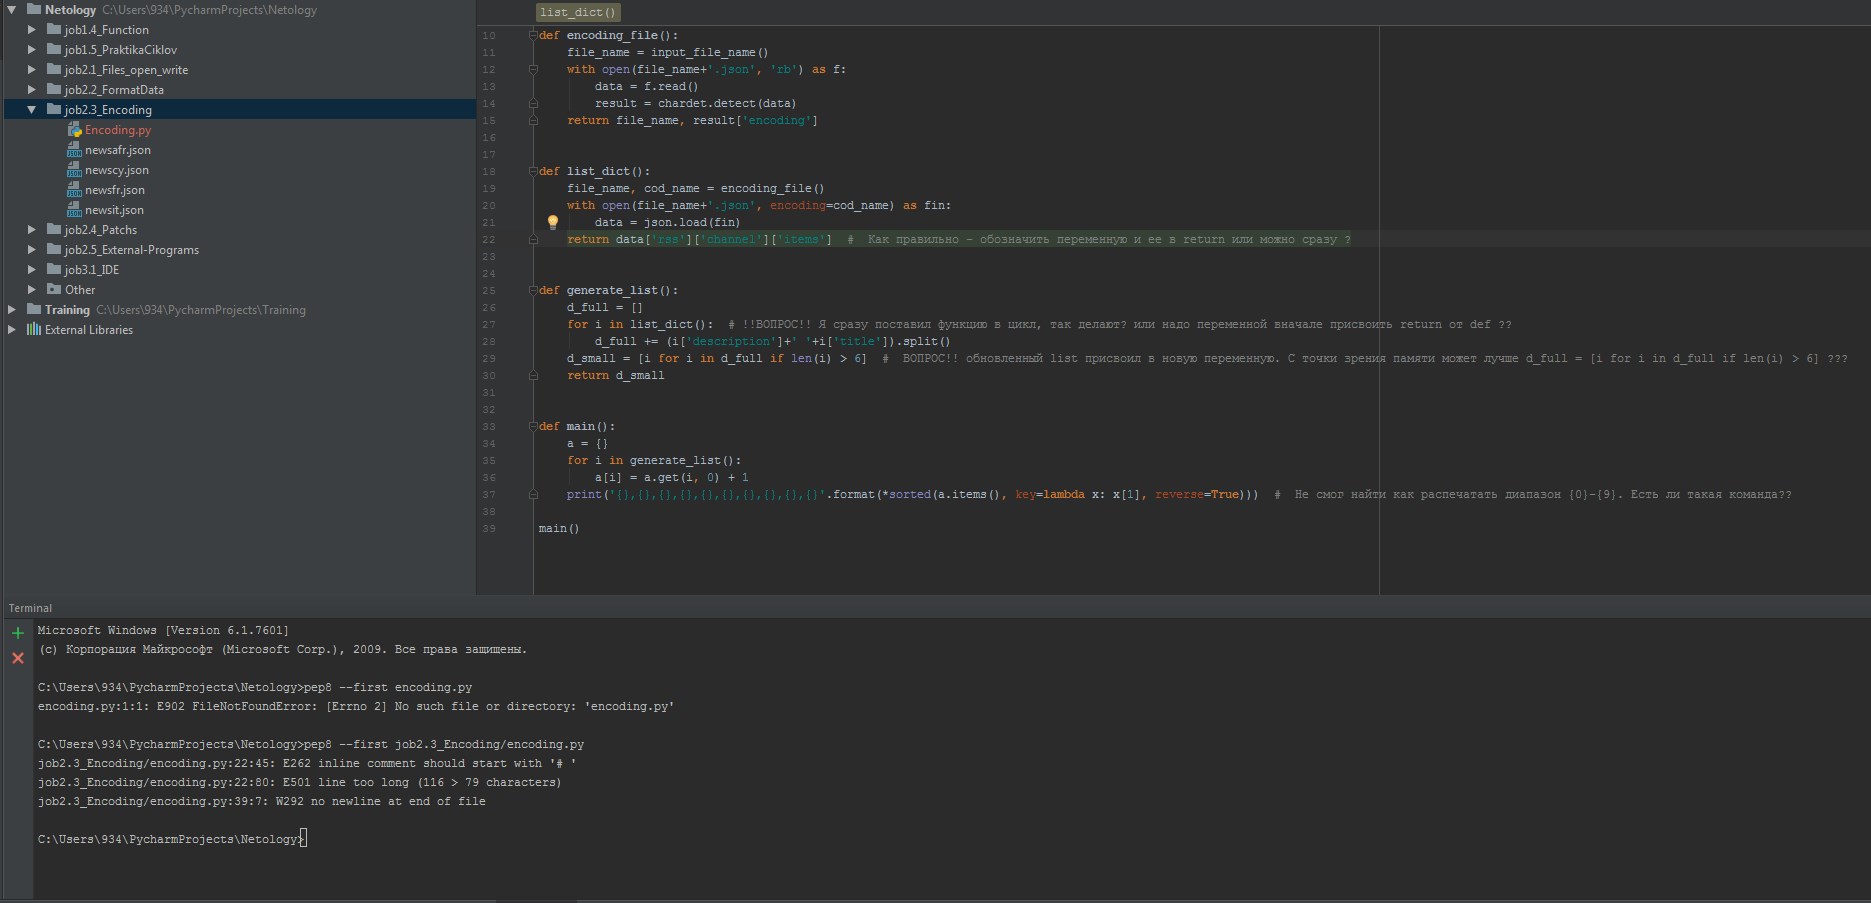 Netology C:\Users\934\PycharmProjects\Netology
job1.4_Function
job1.5_PraktikaCiklov
job2.1_Files_open_write
job2.2_FormatData
job2.3_Encoding
Encoding.py
newsafr.json
newscy.json
newsfr.json
newsit.json
job2.4_Patchs
job2.5_External-Programs
job3.1_IDE
Other
Training C:\Users\934\PycharmProjects\Training
External Libraries
list_dict()
10 def encoding_file():
11 file_name = input_file_name()
12 with open(file_name+'.json', 'rb') as f:
13 data = f.read()
14 result = chardet.detect(data)
15 return file_name, result['encoding']
16
17
18 def list_dict():
19 file_name, cod_name = encoding_file()
20 with open(file_name+'.json', encoding=cod_name) as fin:
21 data = json.load(fin)
22 return data['rss']['channel']['items']  #  Как правильно - обозначить переменную и ее в return или можно сразу ?
23
24
25 def generate_list():
26 d_full = []
27 for i in list_dict():  # !!ВОПРОС!! Я сразу поставил функцию в цикл, так делают? или надо переменной вначале присвоить return от def ??
28 d_full += (i['description']+' '+i['title']).split()
29 d_small = [i for i in d_full if len(i) > 6]  #  ВОПРОС!! обновленный list присвоил в новую переменную. С точки зрения памяти может лучше d_full = [i for i in d_full if len(i) > 6] ???
30 return d_small
31
32
33 def main():
34 a = {}
35 for i in generate_list():
36 a[i] = a.get(i, 0) + 1
37 print('{},{},{},{},{},{},{},{},{},{}'.format(*sorted(a.items(), key=lambda x: x[1], reverse=True)))  #  Не смог найти как распечатать диапазон {0}-{9}. Есть ли такая команда??
38
39 main()
Terminal
Microsoft Windows [Version 6.1.7601]
(c) Корпорация Майкрософт (Microsoft Corp.), 2009. Все права защищены.
C:\Users\934\PycharmProjects\Netology>pep8 --first encoding.py
encoding.py:1:1: E902 FileNotFoundError: [Errno 2] No such file or directory: 'encoding.py'
C:\Users\934\PycharmProjects\Netology>pep8 --first job2.3_Encoding/encoding.py
job2.3_Encoding/encoding.py:22:45: E262 inline comment should start with '# '
job2.3_Encoding/encoding.py:22:80: E501 line too long (116 > 79 characters)
job2.3_Encoding/encoding.py:39:7: W292 no newline at end of file
C:\Users\934\PycharmProjects\Netology>